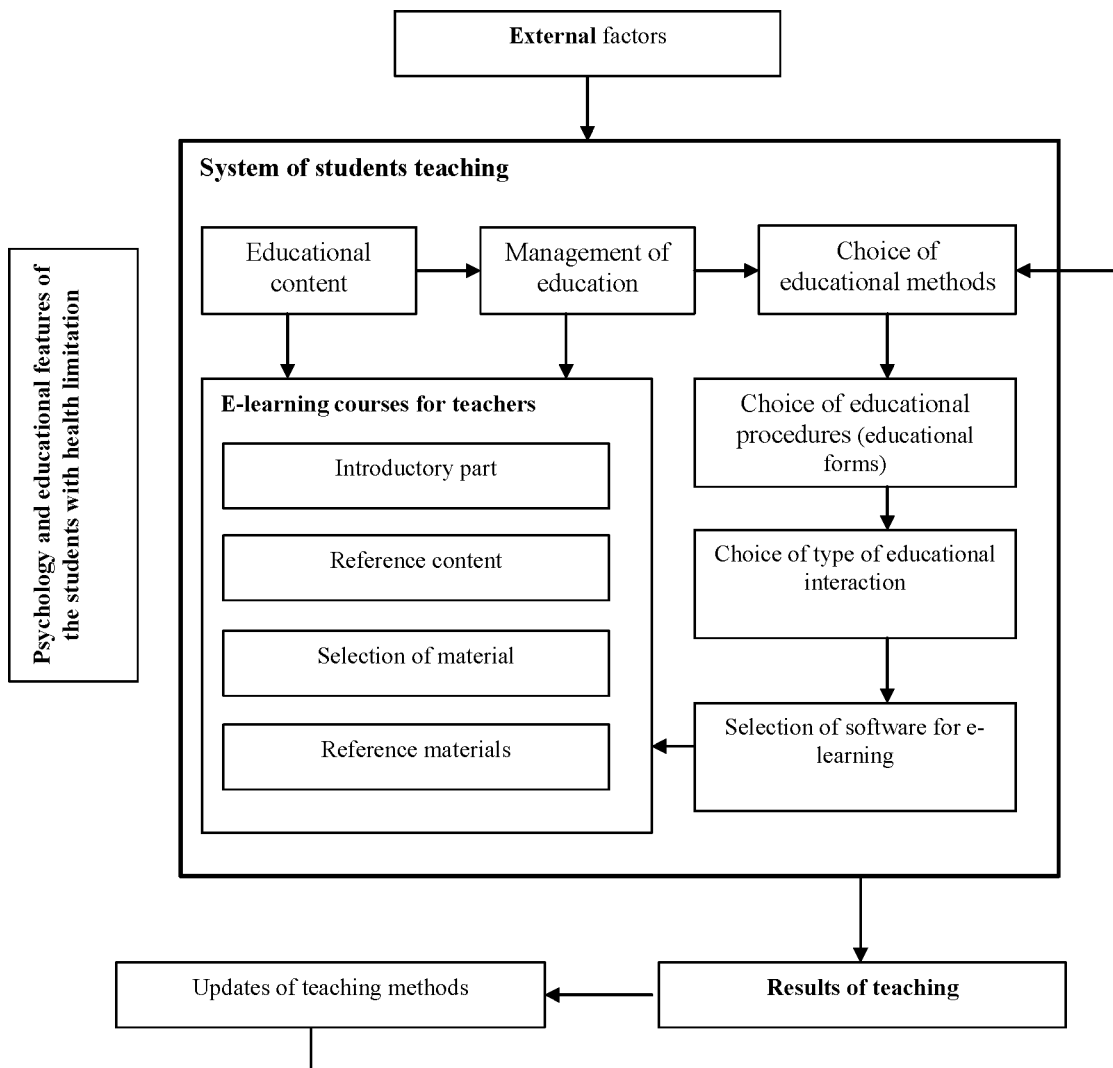 External factors
System of students teaching
Psychology and educational features of
the students with health limitation
Educational
content
Management of
education
Choice of
educational methods
E-learning courses for teachers
Introductory part
Reference content
Selection of material
Reference materials
Choice of educational
procedures (educational
forms)
Choice of type of educational
interaction
Selection of software for e-
learning
Updates of teaching methods
Results of teaching